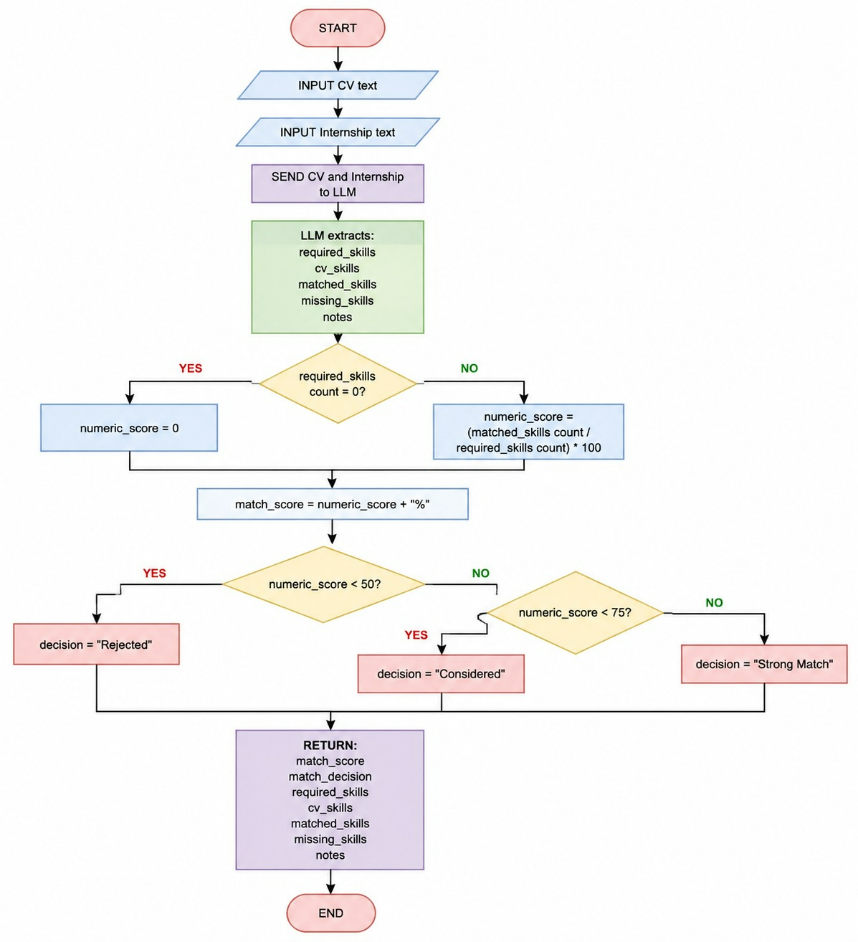 START
INPUT CV text
INPUT Internship text
SEND CV and Internship
to LLM
LLM extracts:
required_skills
cv_skills
matched_skills
missing_skills
notes
required_skills
count = 0?
YES
NO
numeric_score = 0
numeric_score =
(matched_skills count /
required_skills count) * 100
match_score = numeric_score + "%"
numeric_score < 50?
YES
NO
numeric_score < 75?
YES
NO
decision = "Rejected"
decision = "Considered"
decision = "Strong Match"
RETURN:
match_score
match_decision
required_skills
cv_skills
matched_skills
missing_skills
notes
END